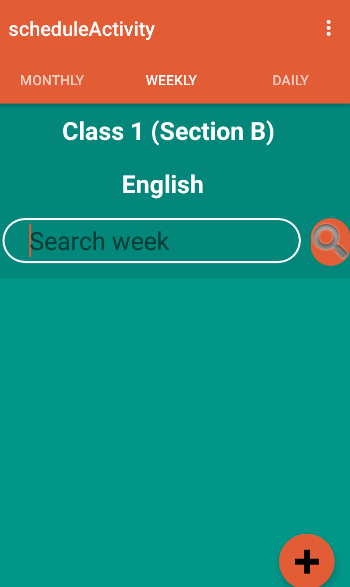 scheduleActivity
MONTHLY WEEKLY DAILY
Class 1 (Section B)
English
Search week